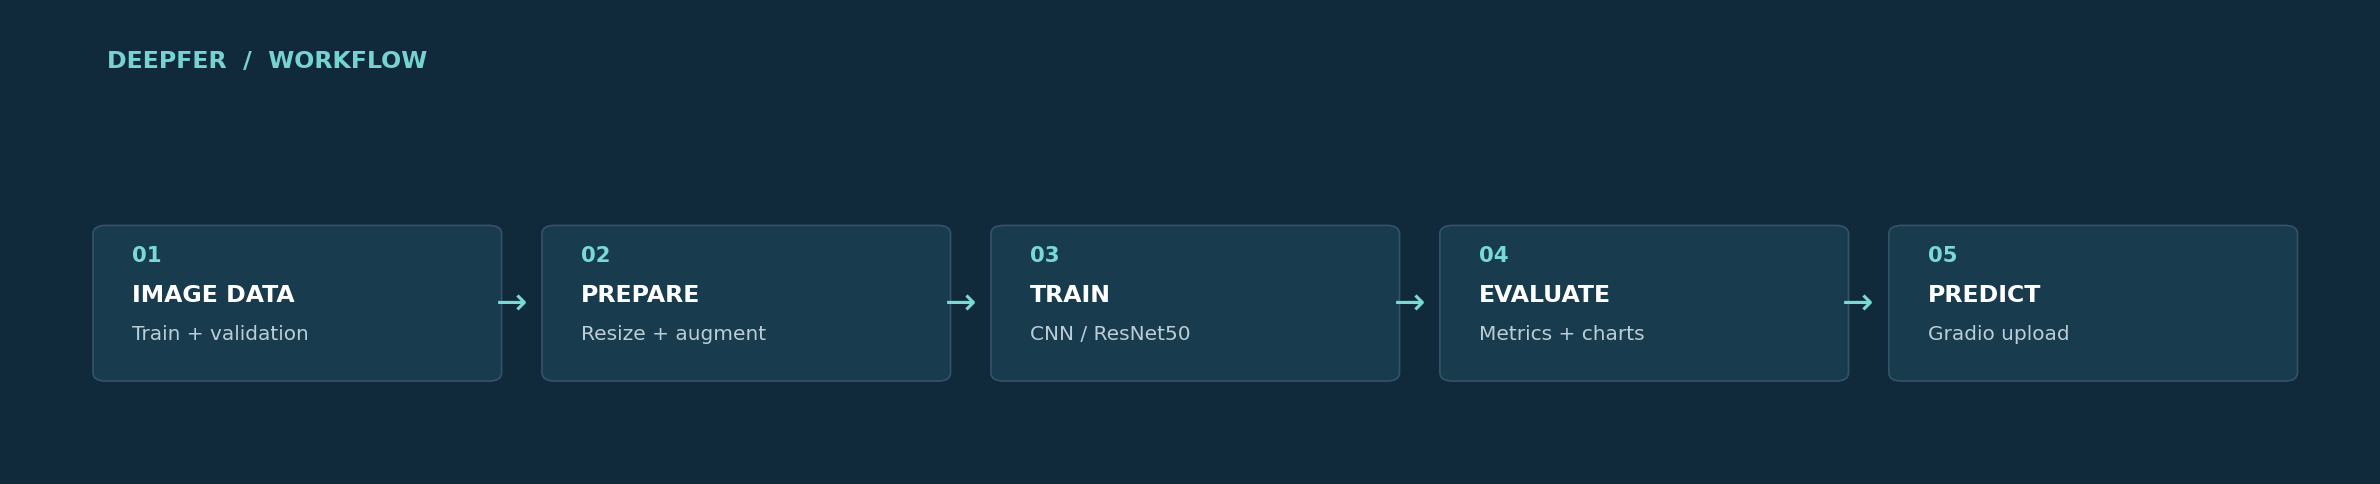 DEEPFER / WORKFLOW
01
IMAGE DATA
Train + validation
→
02
PREPARE
Resize + augment
→
03
TRAIN
CNN / ResNet50
→
04
EVALUATE
Metrics + charts
→
05
PREDICT
Gradio upload